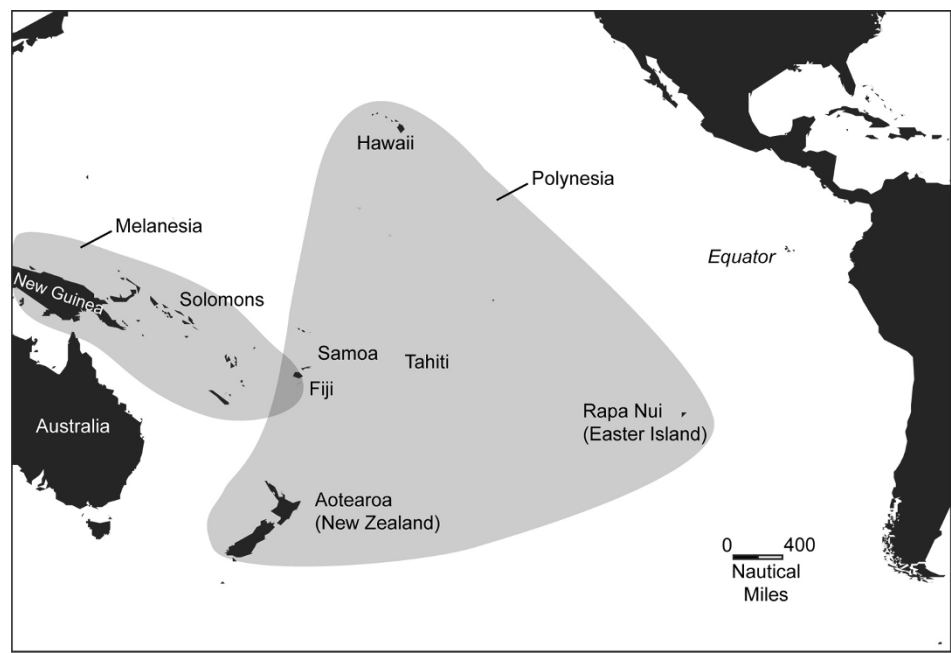 Hawaii
Polynesia
Melanesia
Equator
New Guinea
Solomons
Samoa
Tahiti
Fiji
Rapa Nui
(Easter Island)
Australia
Aotearoa
(New Zealand)
0 400
Nautical
Miles